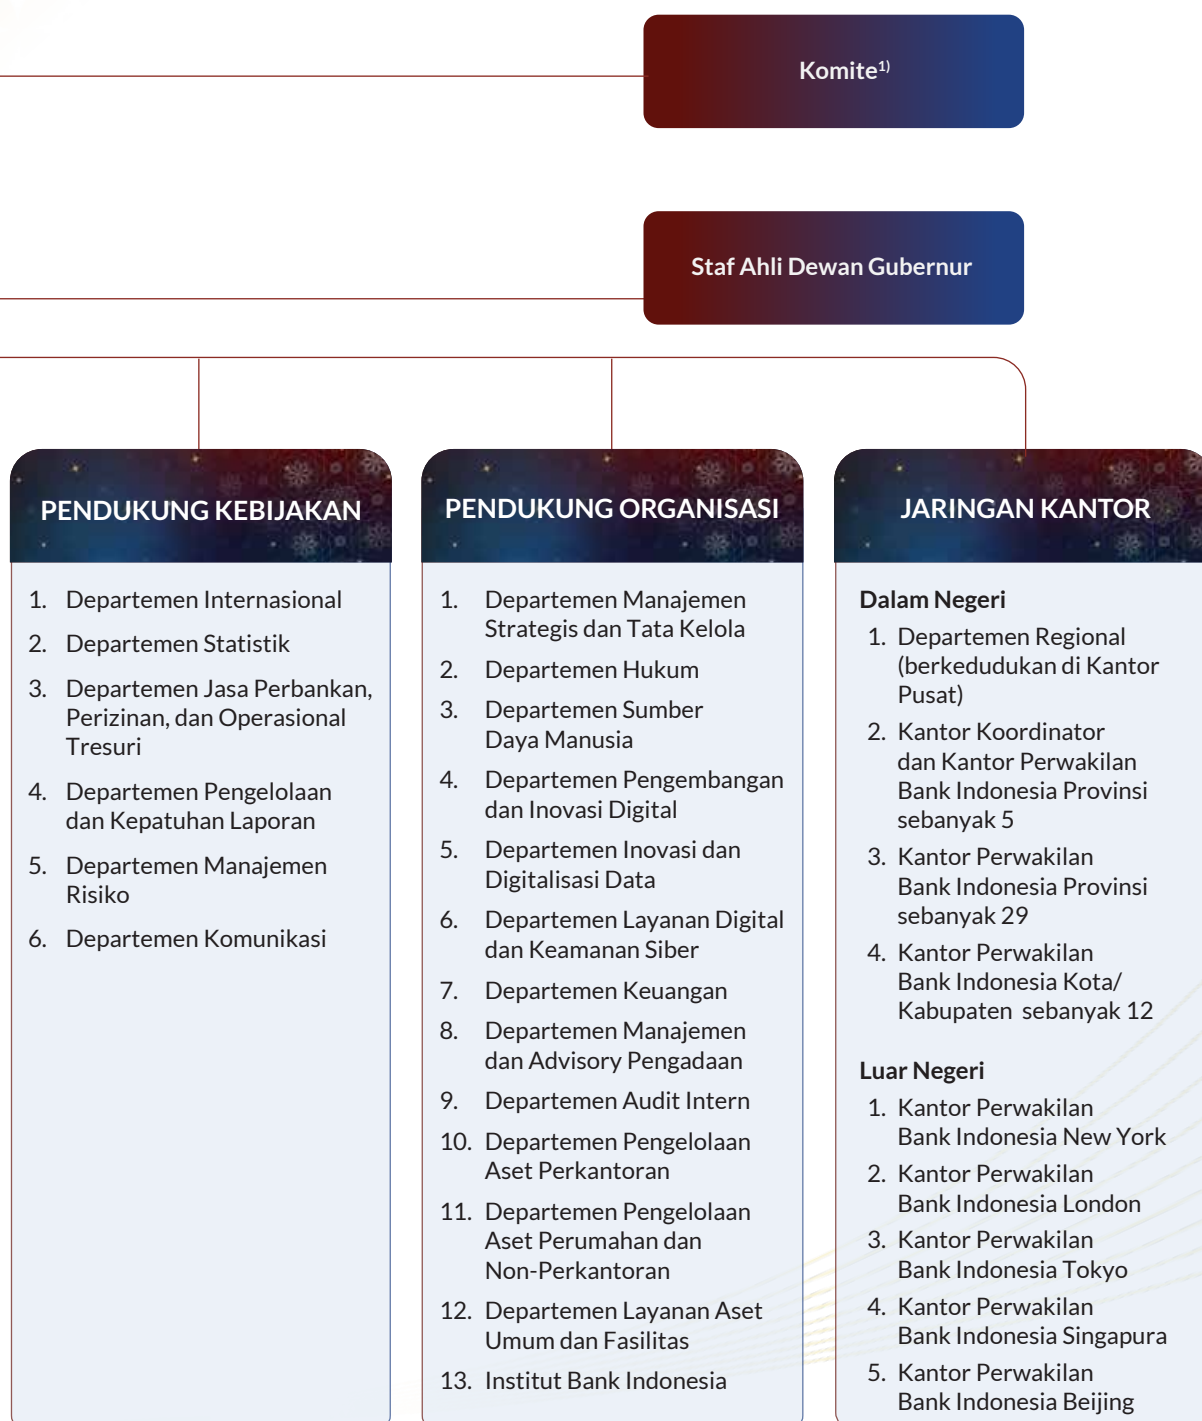 Komite¹⁾
Staf Ahli Dewan Gubernur
PENDUKUNG KEBIJAKAN
1. Departemen Internasional
2. Departemen Statistik
3. Departemen Jasa Perbankan,
Perizinan, dan Operasional
Tresuri
4. Departemen Pengelolaan
dan Kepatuhan Laporan
5. Departemen Manajemen
Risiko
6. Departemen Komunikasi
PENDUKUNG ORGANISASI
1. Departemen Manajemen
Strategis dan Tata Kelola
2. Departemen Hukum
3. Departemen Sumber
Daya Manusia
4. Departemen Pengembangan
dan Inovasi Digital
5. Departemen Inovasi dan
Digitalisasi Data
6. Departemen Layanan Digital
dan Keamanan Siber
7. Departemen Keuangan
8. Departemen Manajemen
dan Advisory Pengadaan
9. Departemen Audit Intern
10. Departemen Pengelolaan
Aset Perkantoran
11. Departemen Pengelolaan
Aset Perumahan dan
Non-Perkantoran
12. Departemen Layanan Aset
Umum dan Fasilitas
13. Institut Bank Indonesia
JARINGAN KANTOR
Dalam Negeri
1. Departemen Regional
(berkedudukan di Kantor
Pusat)
2. Kantor Koordinator
dan Kantor Perwakilan
Bank Indonesia Provinsi
sebanyak 5
3. Kantor Perwakilan
Bank Indonesia Provinsi
sebanyak 29
4. Kantor Perwakilan
Bank Indonesia Kota/
Kabupaten sebanyak 12
Luar Negeri
1. Kantor Perwakilan
Bank Indonesia New York
2. Kantor Perwakilan
Bank Indonesia London
3. Kantor Perwakilan
Bank Indonesia Tokyo
4. Kantor Perwakilan
Bank Indonesia Singapura
5. Kantor Perwakilan
Bank Indonesia Beijing